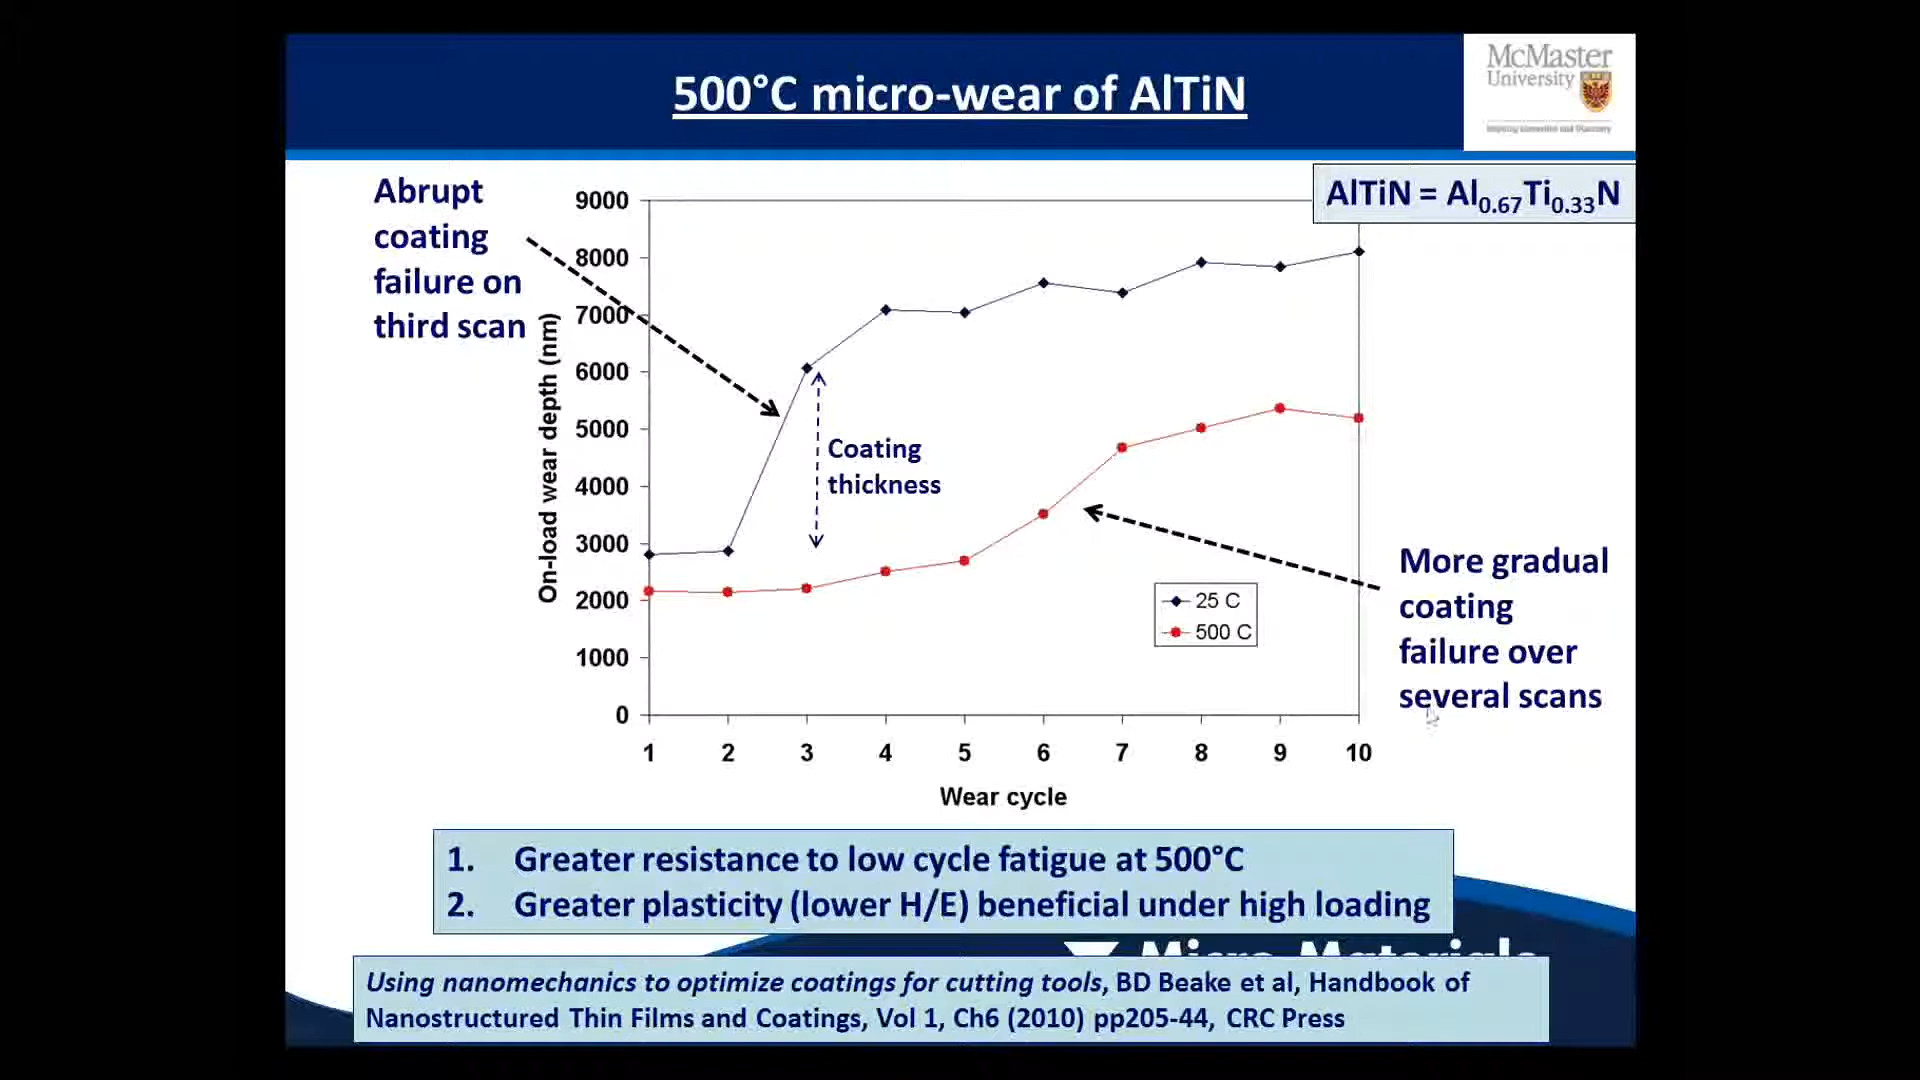 500°C micro-wear of AlTiN
McMaster
University
Abrupt
coating
failure on
third scan
AlTiN = Al0.67Ti0.33N
On-load wear depth (nm)
9000
8000
7000
6000
5000
4000
3000
2000
1000
0
Coating
thickness
25 C
500 C
More gradual
coating
failure over
several scans
1 2 3 4 5 6 7 8 9 10
Wear cycle
1. Greater resistance to low cycle fatigue at 500°C
2. Greater plasticity (lower H/E) beneficial under high loading
Micro Materials
Using nanomechanics to optimize coatings for cutting tools, BD Beake et al, Handbook of
Nanostructured Thin Films and Coatings, Vol 1, Ch6 (2010) pp205-44, CRC Press